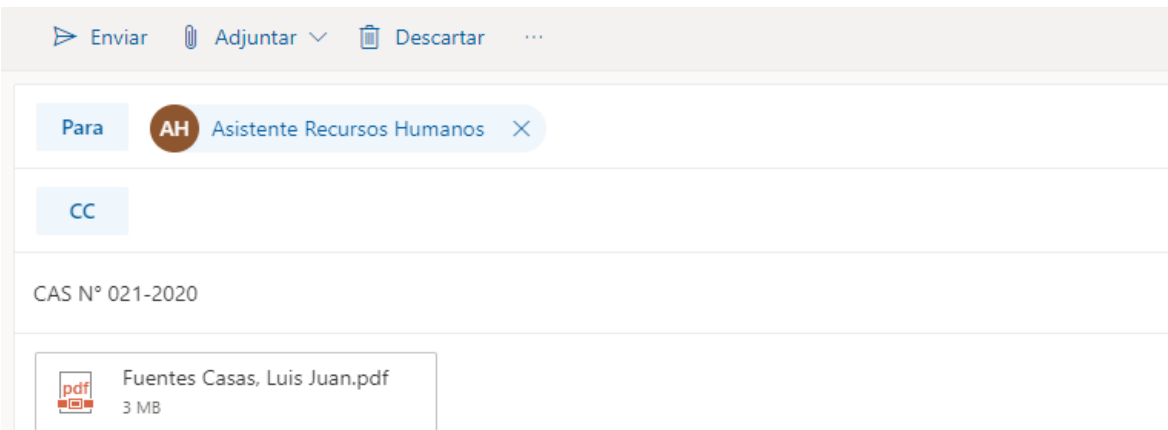 Enviar Adjuntar Descartar ...
Para AH Asistente Recursos Humanos
CC
CAS N° 021-2020
pdf Fuentes Casas, Luis Juan.pdf
3 MB